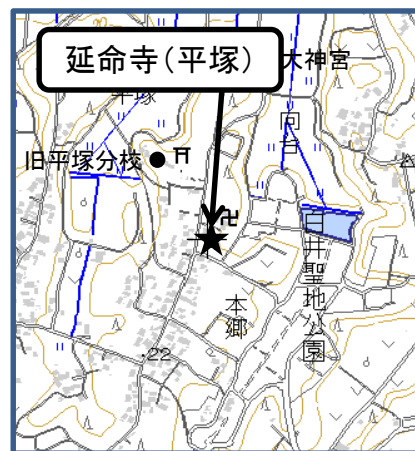 延命寺（平塚）
大神宮
平塚
向台
旧平塚分校
白井聖地公園
本郷
.22